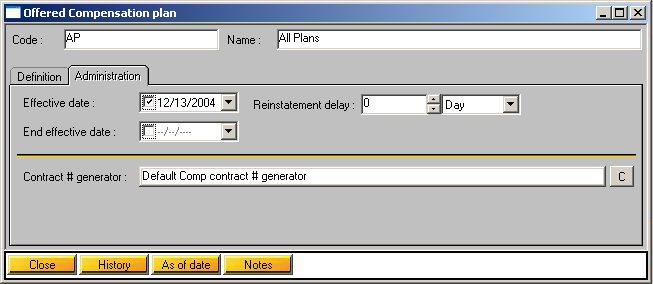 Offered Compensation plan
Code : AP Name : All Plans
Definition Administration
Effective date : 12/13/2004 Reinstatement delay : 0 Day
End effective date : --/--/----
Contract # generator : Default Comp contract # generator C
Close History As of date Notes